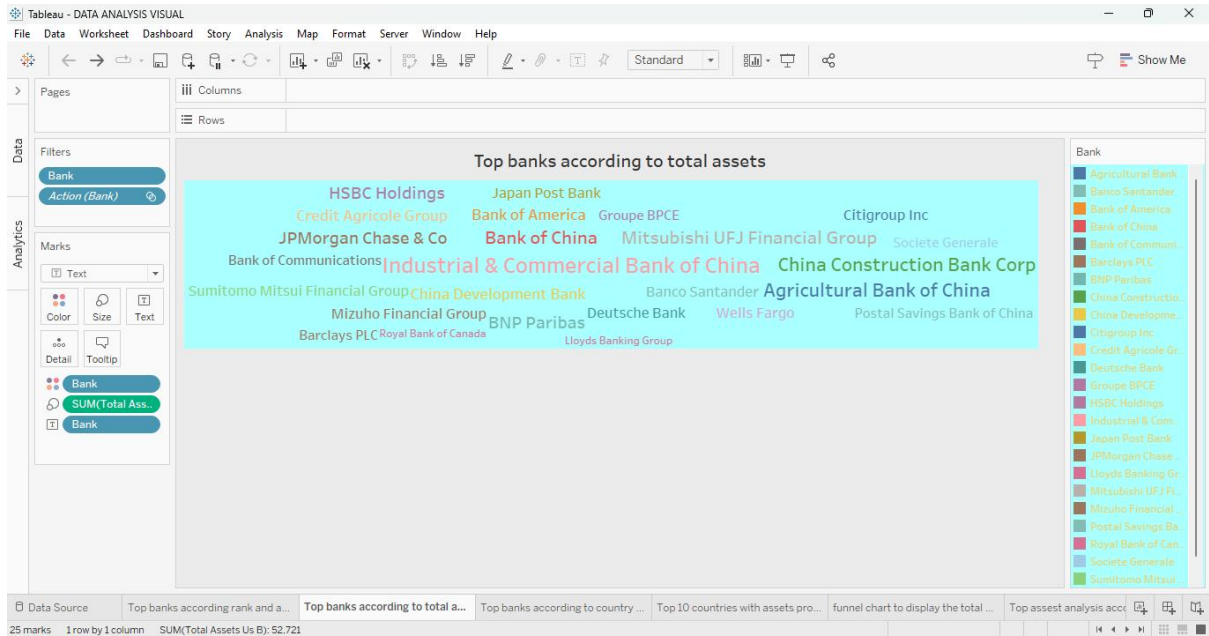 Tableau - DATA ANALYSIS VISUAL
File Data Worksheet Dashboard Story Analysis Map Format Server Window Help
Standard
Show Me
Data
Analytics
Pages
Filters
Bank
Action (Bank)
Marks
Text
Color Size Text
Detail Tooltip
Bank
SUM(Total Ass..
Bank
Columns
Rows
Top banks according to total assets
HSBC Holdings Japan Post Bank
Credit Agricole Group Bank of America Groupe BPCE Citigroup Inc
JPMorgan Chase & Co Bank of China Mitsubishi UFJ Financial Group Societe Generale
Bank of Communications Industrial & Commercial Bank of China China Construction Bank Corp
Sumitomo Mitsui Financial Group China Development Bank Banco Santander Agricultural Bank of China
Mizuho Financial Group BNP Paribas Deutsche Bank Wells Fargo Postal Savings Bank of China
Barclays PLC Royal Bank of Canada Lloyds Banking Group
Bank
Agricultural Bank..
Banco Santander
Bank of America
Bank of China
Bank of Communi..
Barclays PLC
BNP Paribas
China Constructio..
China Developme..
Citigroup Inc
Credit Agricole Gr..
Deutsche Bank
Groupe BPCE
HSBC Holdings
Industrial & Com..
Japan Post Bank
JPMorgan Chase ..
Lloyds Banking Gr..
Mitsubishi UFJ Fi..
Mizuho Financial ..
Postal Savings Ba..
Royal Bank of Can..
Societe Generale
Sumitomo Mitsui ..
Data Source Top banks according rank and a... Top banks according to total a... Top banks according to country ... Top 10 countries with assets pro... funnel chart to display the total ... Top assest analysis acco
25 marks 1 row by 1 column SUM(Total Assets Us B): 52,721